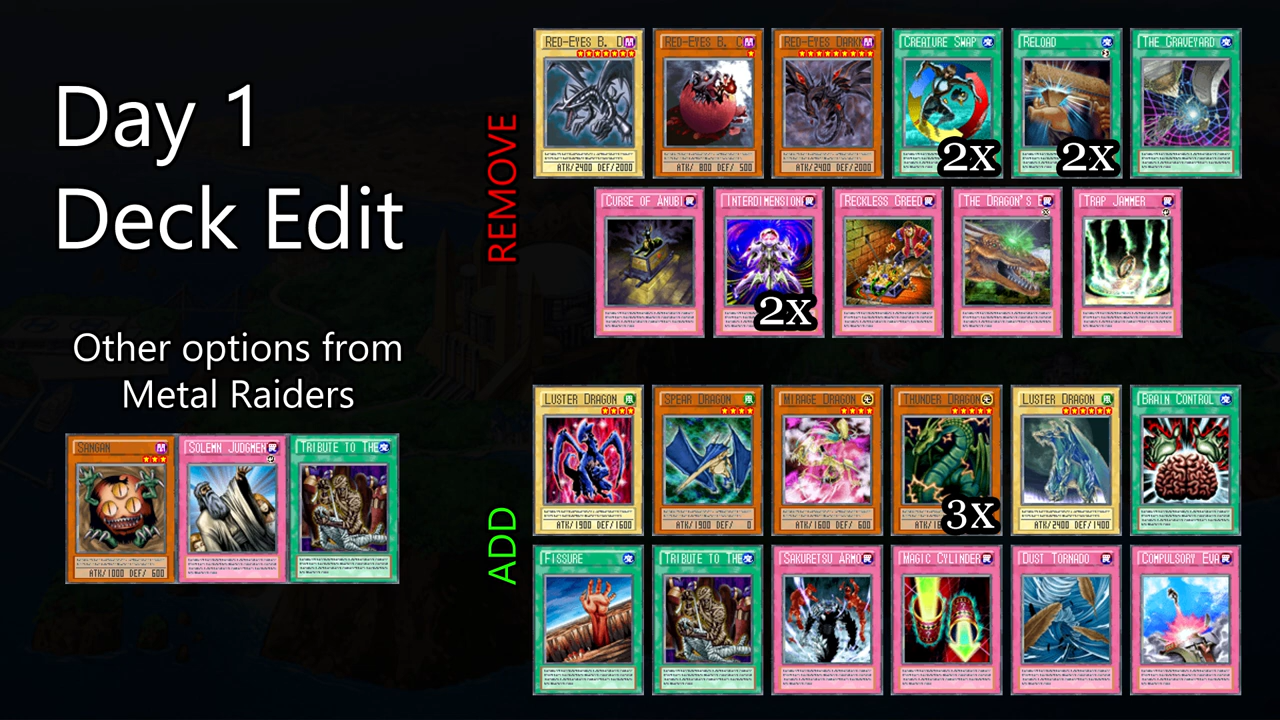 Day 1
Deck Edit
Other options from
Metal Raiders
SANGAN
ATK/1000 DEF/ 600
SOLEMN JUDGMEN
TRIBUTE TO THE
REMOVE
RED-EYES B. D
ATK/2400 DEF/2000
RED-EYES B. C
ATK/ 800 DEF/ 500
RED-EYES DARK
ATK/2400 DEF/2000
CREATURE SWAP
2X
RELOAD
2X
THE GRAVEYARD
CURSE OF ANUBI
INTERDIMENSION
2X
RECKLESS GREED
THE DRAGON'S
TRAP JAMMER
ADD
LUSTER DRAGON
ATK/1900 DEF/1600
SPEAR DRAGON
ATK/1900 DEF/ 0
MIRAGE DRAGON
ATK/1600 DEF/ 600
THUNDER DRAGON
3X
LUSTER DRAGON
ATK/2400 DEF/1400
BRAIN CONTROL
FISSURE
TRIBUTE TO THE
SAKURETSU ARMO
MAGIC CYLINDER
DUST TORNADO
COMPULSORY EVA